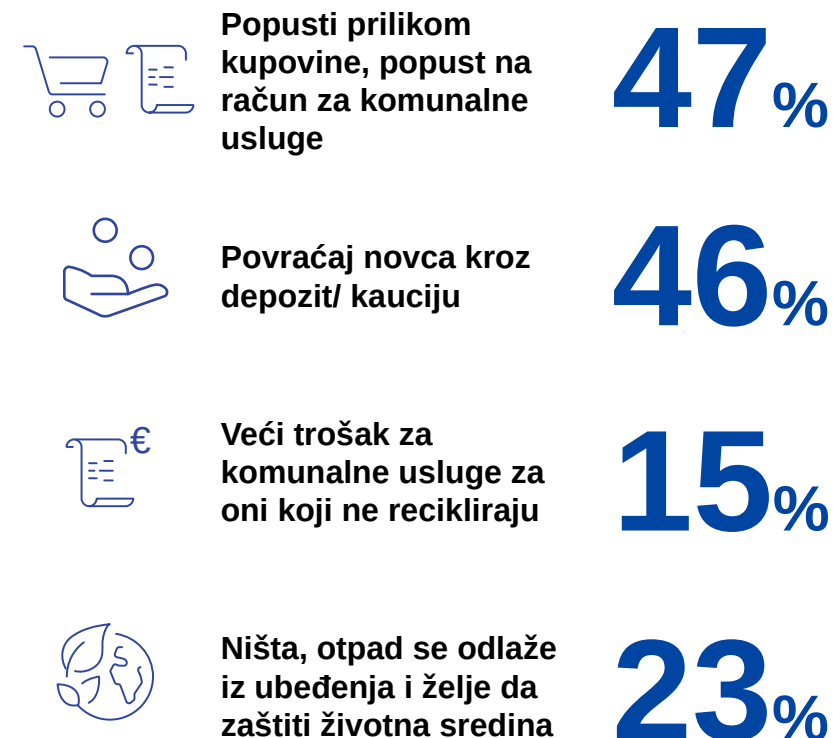 Popusti prilikom
kupovine, popust na
račun za komunalne
usluge
47%
Povraćaj novca kroz
depozit/ kauciju
46%
€
Veći trošak za
komunalne usluge za
oni koji ne recikliraju
15%
Ništa, otpad se odlaže
iz ubeđenja i želje da
zaštiti životna sredina
23%